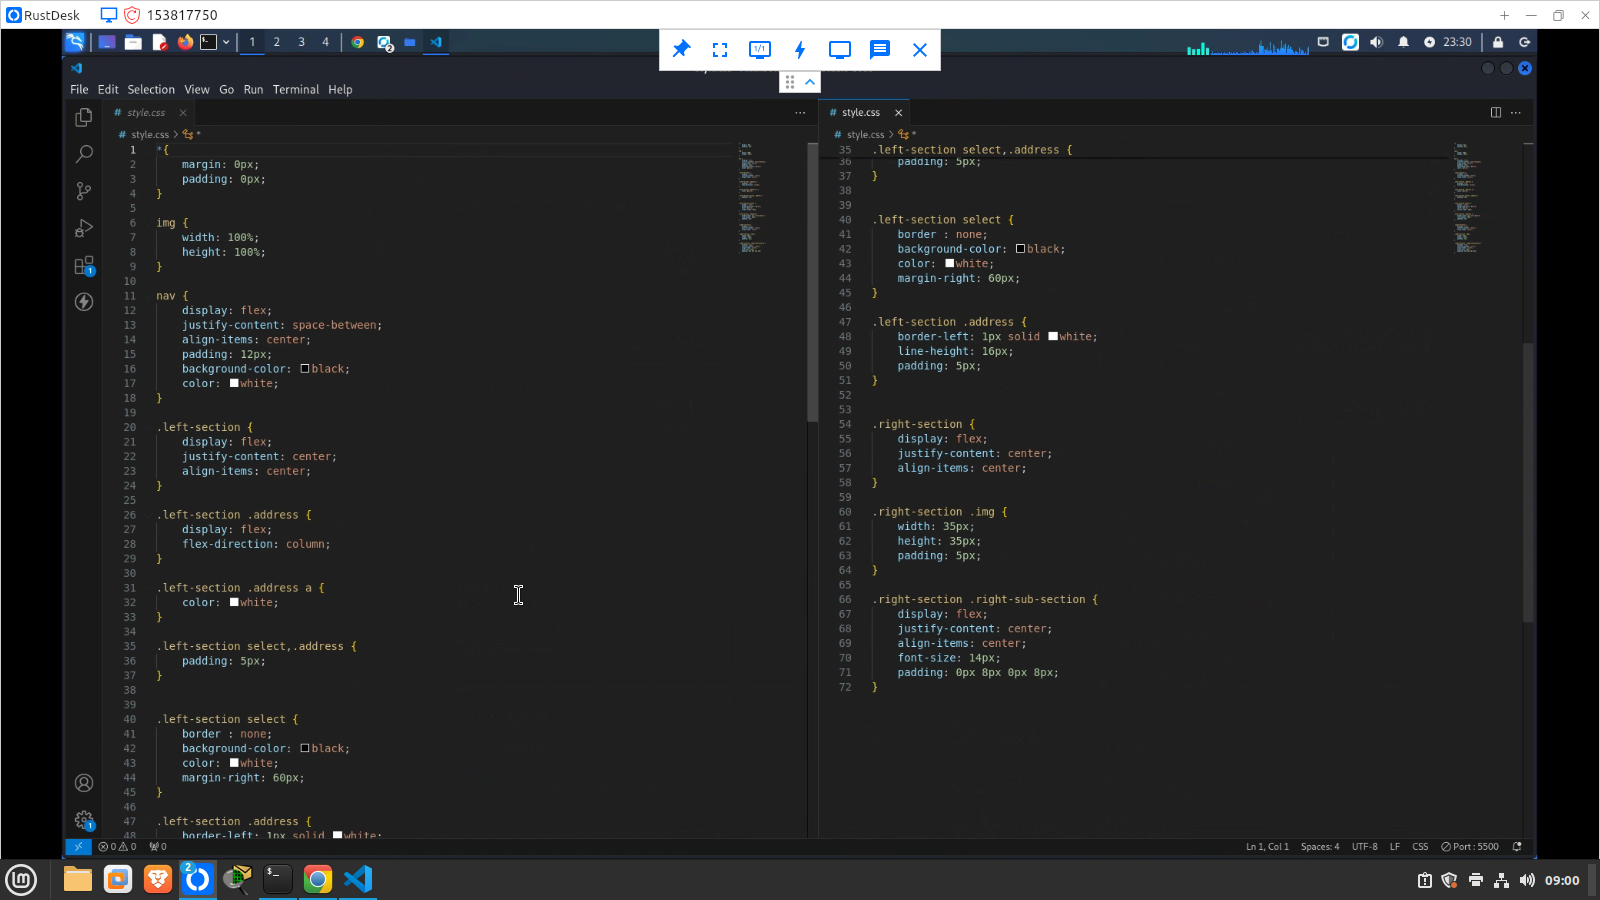 RustDesk
153817750
1 2 3 4
2
23:30
1/1
File Edit Selection View Go Run Terminal Help
# style.css
# style.css > *
1 *{
2 margin: 0px;
3 padding: 0px;
4 }
5
6 img {
7 width: 100%;
8 height: 100%;
9 }
10
11 nav {
12 display: flex;
13 justify-content: space-between;
14 align-items: center;
15 padding: 12px;
16 background-color: black;
17 color: white;
18 }
19
20 .left-section {
21 display: flex;
22 justify-content: center;
23 align-items: center;
24 }
25
26 .left-section .address {
27 display: flex;
28 flex-direction: column;
29 }
30
31 .left-section .address a {
32 color: white;
33 }
34
35 .left-section select,.address {
36 padding: 5px;
37 }
38
39
40 .left-section select {
41 border : none;
42 background-color: black;
43 color: white;
44 margin-right: 60px;
45 }
46
47 .left-section .address {
48 border-left: 1px solid white;
# style.css
# style.css > *
35 .left-section select,.address {
36 padding: 5px;
37 }
38
39
40 .left-section select {
41 border : none;
42 background-color: black;
43 color: white;
44 margin-right: 60px;
45 }
46
47 .left-section .address {
48 border-left: 1px solid white;
49 line-height: 16px;
50 padding: 5px;
51 }
52
53
54 .right-section {
55 display: flex;
56 justify-content: center;
57 align-items: center;
58 }
59
60 .right-section .img {
61 width: 35px;
62 height: 35px;
63 padding: 5px;
64 }
65
66 .right-section .right-sub-section {
67 display: flex;
68 justify-content: center;
69 align-items: center;
70 font-size: 14px;
71 padding: 0px 8px 0px 8px;
72 }
1
1
0 0 0
Ln 1, Col 1 Spaces: 4 UTF-8 LF CSS Port : 5500
2
09:00